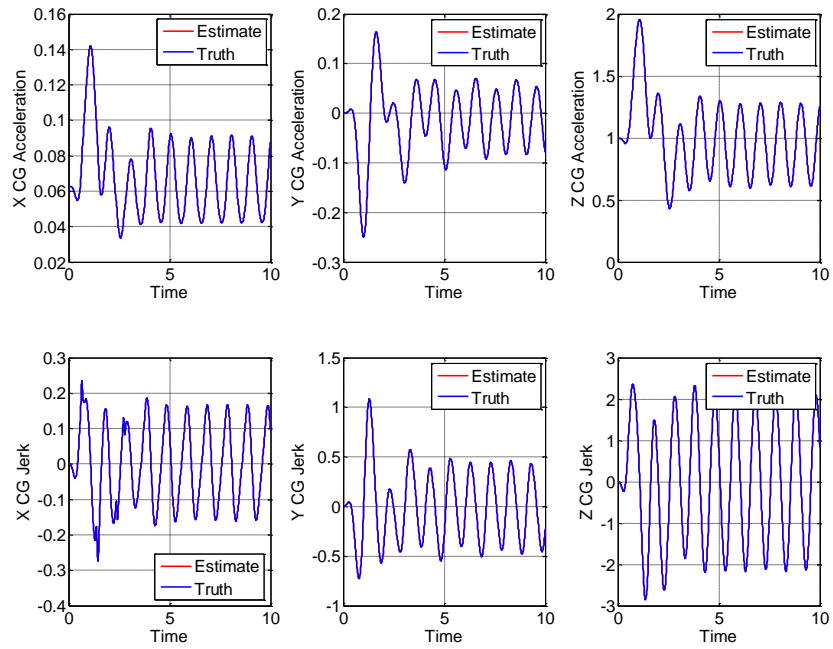 0.16
0.14
0.12
0.1
0.08
0.06
0.04
0.02
0
5
10
X CG Acceleration
Time
Estimate
Truth
0.2
0.1
0
-0.1
-0.2
-0.3
0
5
10
Y CG Acceleration
Time
Estimate
Truth
2
1.5
1
0.5
0
0
5
10
Z CG Acceleration
Time
Estimate
Truth
0.3
0.2
0.1
0
-0.1
-0.2
-0.3
-0.4
0
5
10
X CG Jerk
Time
Estimate
Truth
1.5
1
0.5
0
-0.5
-1
0
5
10
Y CG Jerk
Time
Estimate
Truth
3
2
1
0
-1
-2
-3
0
5
10
Z CG Jerk
Time
Estimate
Truth